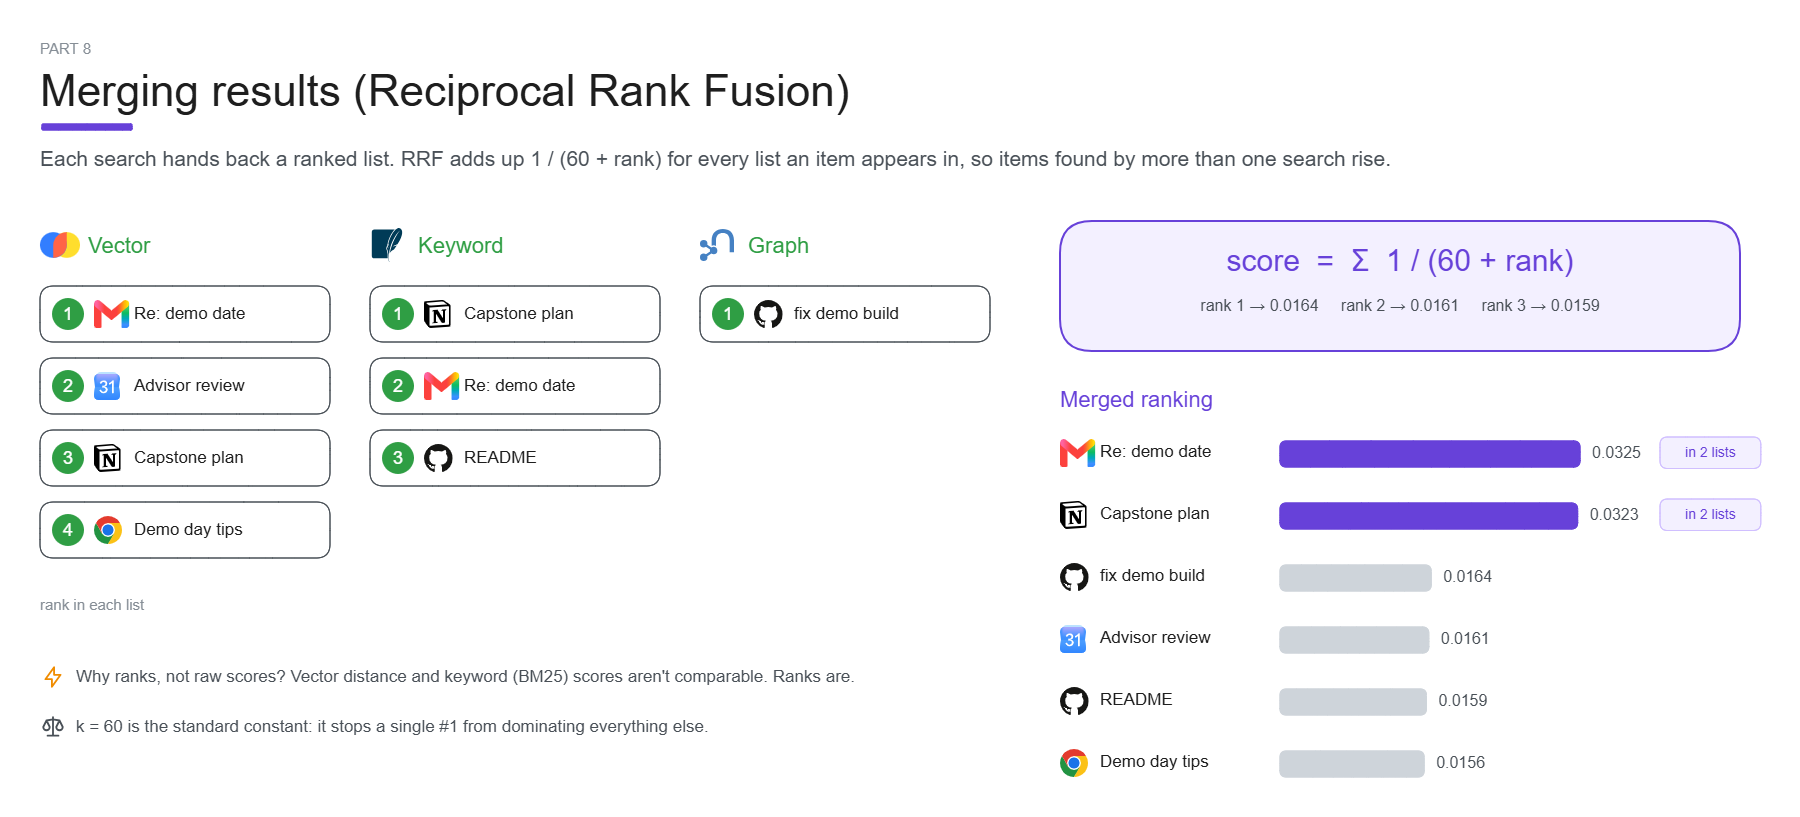 PART 8
Merging results (Reciprocal Rank Fusion)
Each search hands back a ranked list. RRF adds up 1 / (60 + rank) for every list an item appears in, so items found by more than one search rise.
Vector
1 Re: demo date
2 31 Advisor review
3 N Capstone plan
4 Demo day tips
rank in each list
Keyword
1 N Capstone plan
2 Re: demo date
3 README
Graph
1 fix demo build
Why ranks, not raw scores? Vector distance and keyword (BM25) scores aren't comparable. Ranks are.
k = 60 is the standard constant: it stops a single #1 from dominating everything else.
score = Σ 1 / (60 + rank)
rank 1 → 0.0164 rank 2 → 0.0161 rank 3 → 0.0159
Merged ranking
Re: demo date 0.0325 in 2 lists
N Capstone plan 0.0323 in 2 lists
fix demo build 0.0164
31 Advisor review 0.0161
README 0.0159
Demo day tips 0.0156